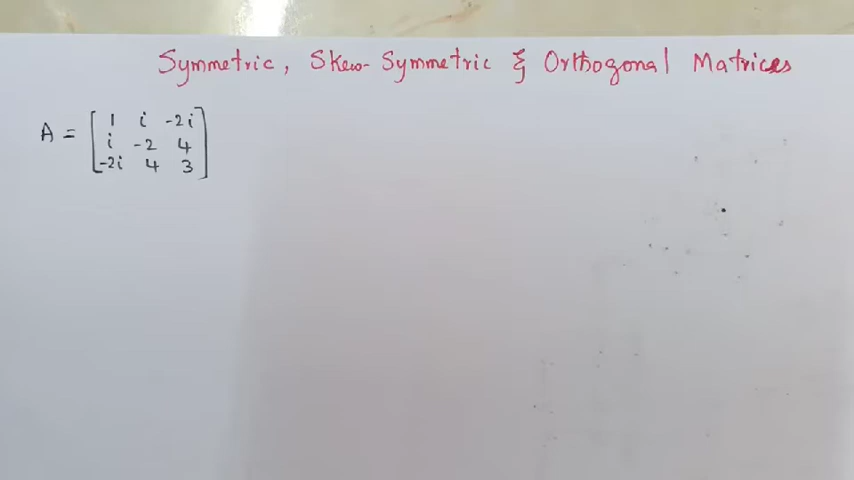 Symmetric, Skew-Symmetric & Orthogonal Matrices
A = [ 1 i -2i
i -2 4
-2i 4 3 ]